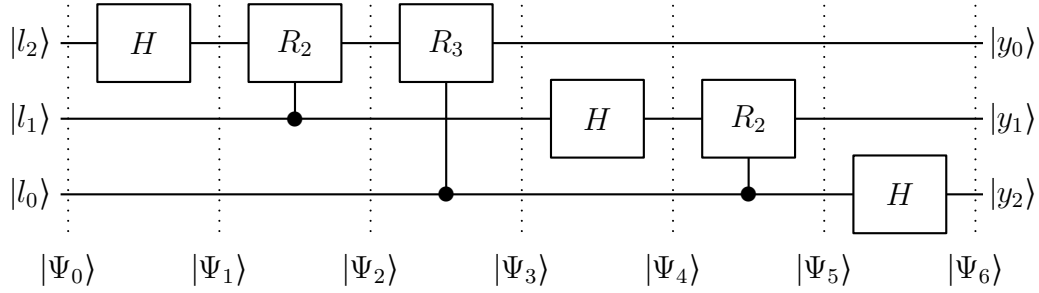 |l₂⟩ H R₂ R₃ |y₀⟩
|l₁⟩ H R₂ |y₁⟩
|l₀⟩ H |y₂⟩
|Ψ₀⟩ |Ψ₁⟩ |Ψ₂⟩ |Ψ₃⟩ |Ψ₄⟩ |Ψ₅⟩ |Ψ₆⟩